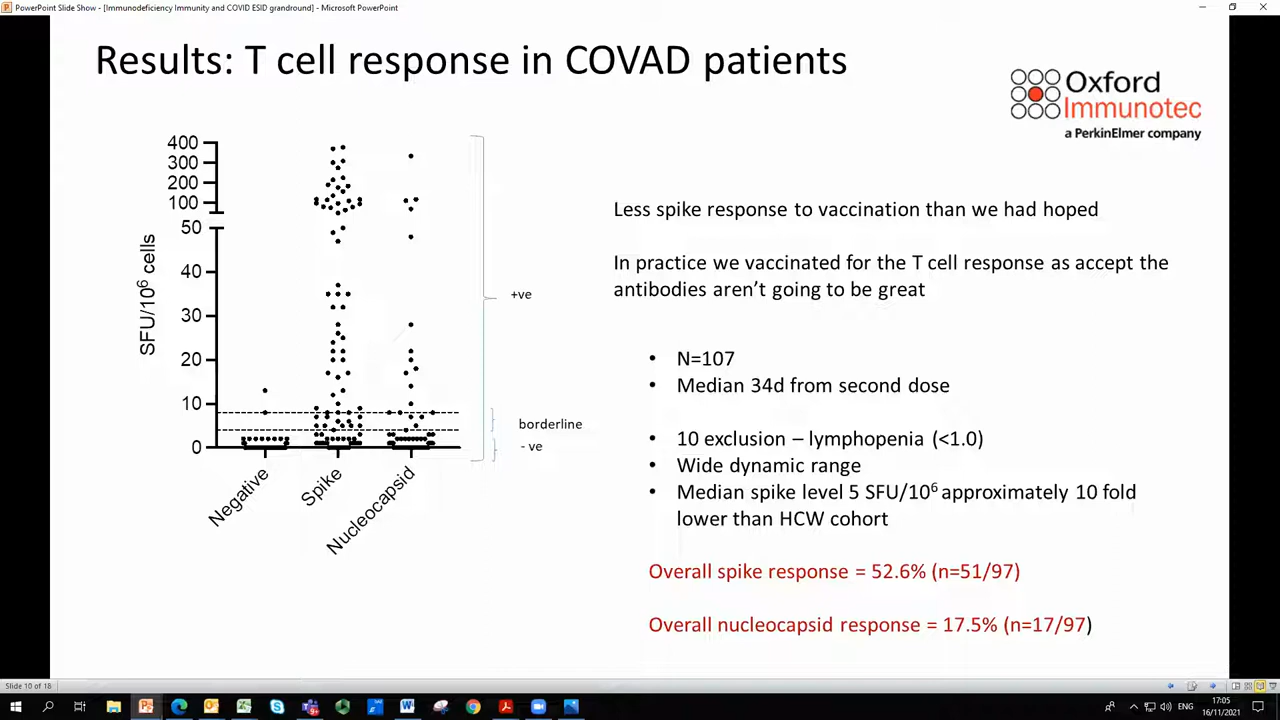 PowerPoint Slide Show - [Immunodeficiency Immunity and COVID ESID grandround] - Microsoft PowerPoint
Results: T cell response in COVAD patients
Oxford
Immunotec
a PerkinElmer company
400
300
200
100
50
40
30
20
10
0
SFU/10⁶ cells
Negative
Spike
Nucleocapsid
+ve
borderline
- ve
Less spike response to vaccination than we had hoped
In practice we vaccinated for the T cell response as accept the
antibodies aren't going to be great
• N=107
• Median 34d from second dose
• 10 exclusion – lymphopenia (<1.0)
• Wide dynamic range
• Median spike level 5 SFU/10⁶ approximately 10 fold
lower than HCW cohort
Overall spike response = 52.6% (n=51/97)
Overall nucleocapsid response = 17.5% (n=17/97)
Slide 10 of 18
ENG
17:05
16/11/2021